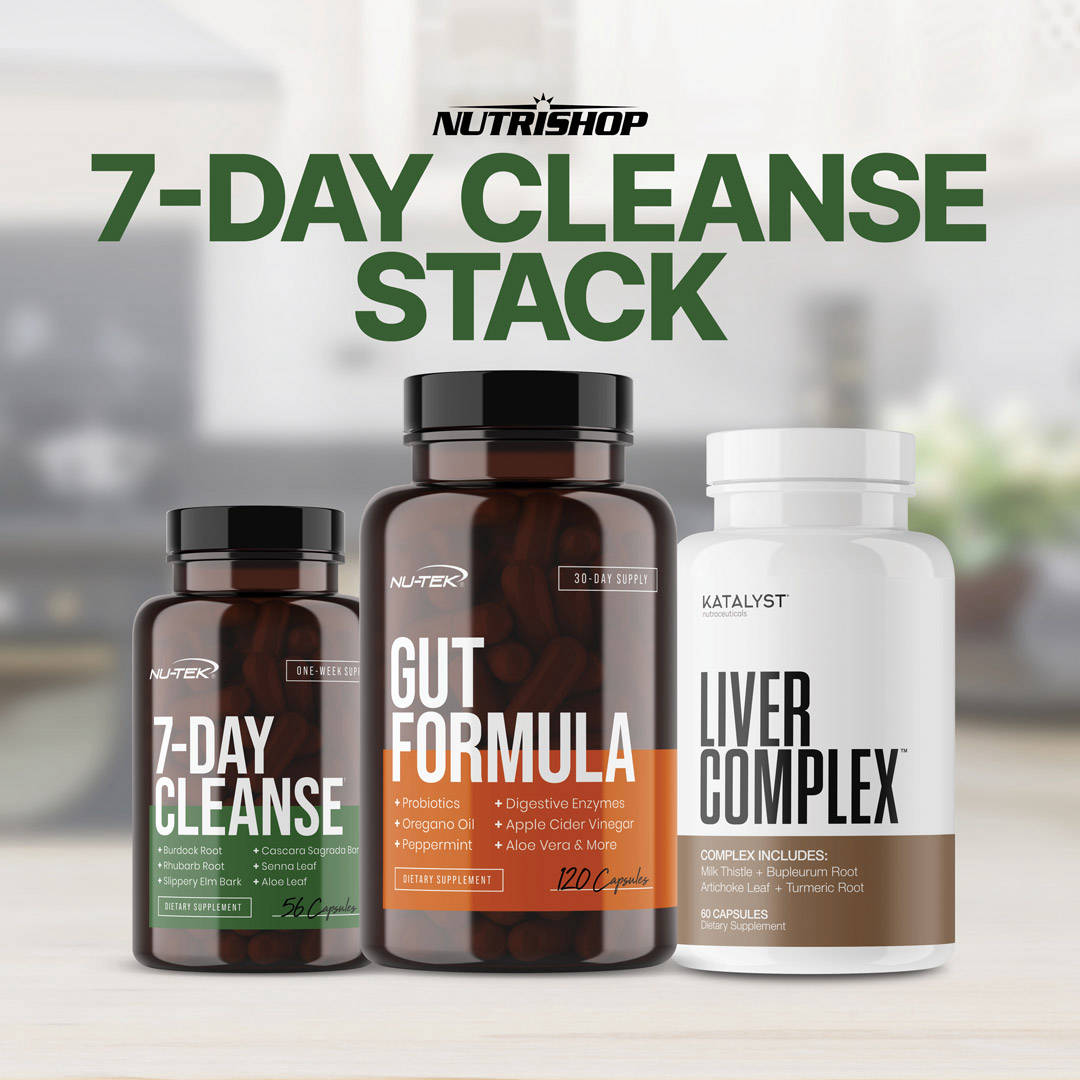 NUTRISHOP
7-DAY CLEANSE
STACK
NU-TEK®
ONE-WEEK
7-DAY
CLEANSE
+Burdock Root
+Cascara Sagrada
+Rhubarb Root
+Senna Leaf
+Slippery Elm Bark
+Aloe Leaf
DIETARY SUPPLEMENT
56 Capsules
NU-TEK®
30-DAY SUPPLY
GUT
FORMULA
+Probiotics
+Digestive Enzymes
+Oregano Oil
+Apple Cider Vinegar
+Peppermint
+Aloe Vera & More
DIETARY SUPPLEMENT
120 Capsules
KATALYST®
nutraceuticals
LIVER
COMPLEX™
COMPLEX INCLUDES:
Milk Thistle + Bupleurum Root
Artichoke Leaf + Turmeric Root
60 CAPSULES
Dietary Supplement